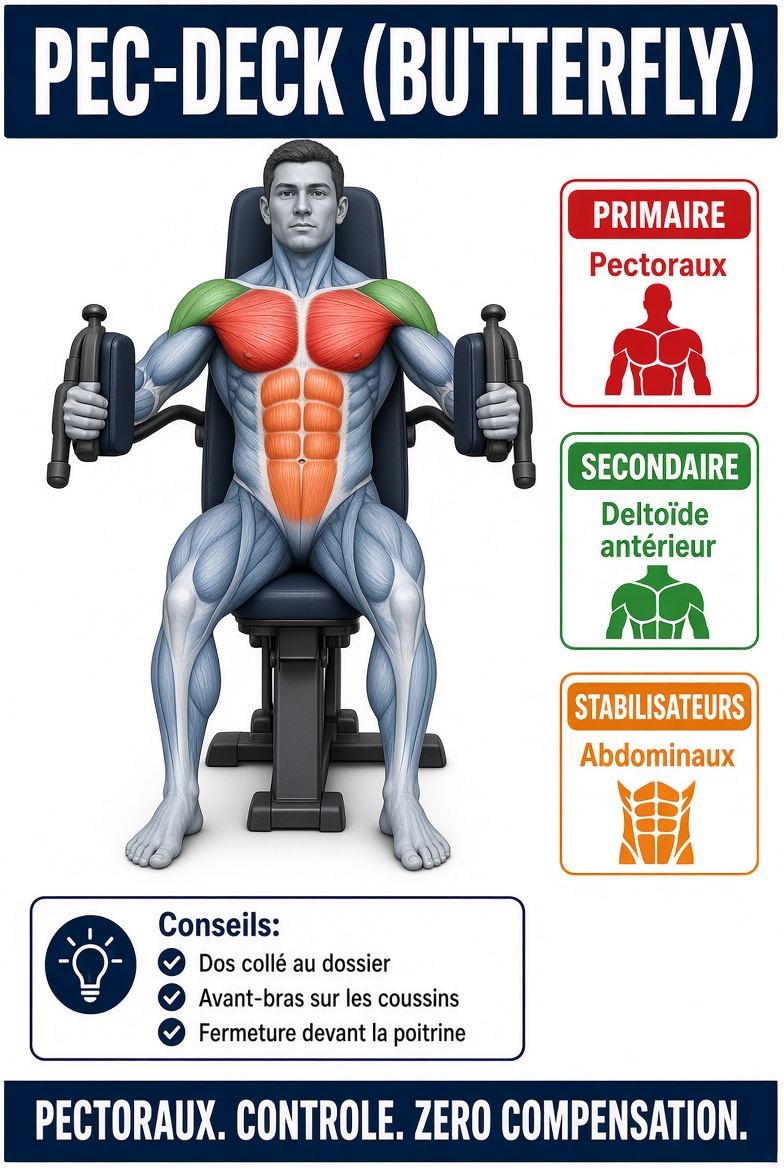 PEC-DECK (BUTTERFLY)
PRIMAIRE
Pectoraux
SECONDAIRE
Deltoïde
antérieur
STABILISATEURS
Abdominaux
Conseils:
Dos collé au dossier
Avant-bras sur les coussins
Fermeture devant la poitrine
PECTORAUX. CONTROLE. ZERO COMPENSATION.